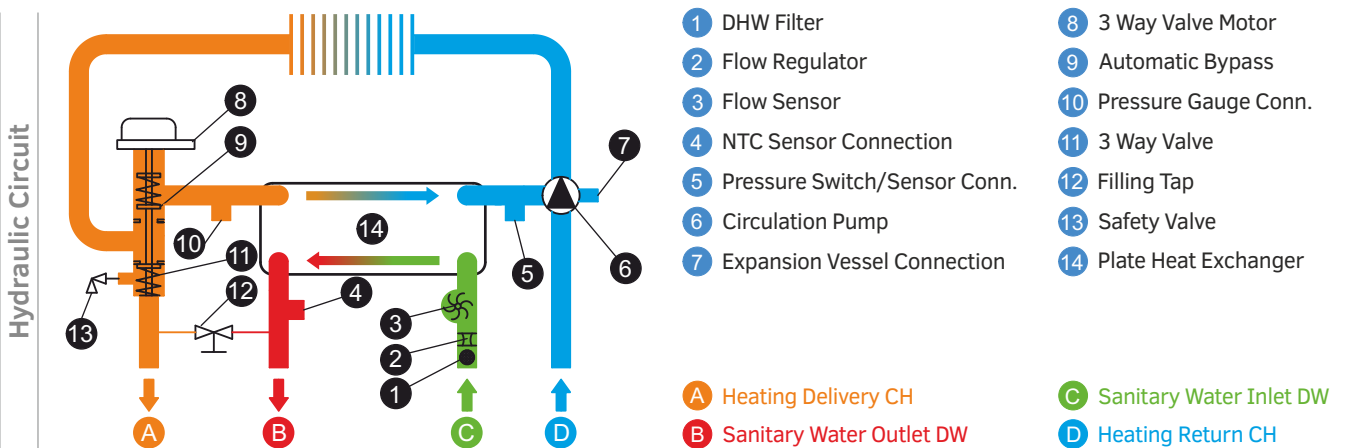 Hydraulic Circuit
8
9
10
11
12
13
14
7
6
5
4
3
2
1
A
B
C
D
1 DHW Filter
2 Flow Regulator
3 Flow Sensor
4 NTC Sensor Connection
5 Pressure Switch/Sensor Conn.
6 Circulation Pump
7 Expansion Vessel Connection
8 3 Way Valve Motor
9 Automatic Bypass
10 Pressure Gauge Conn.
11 3 Way Valve
12 Filling Tap
13 Safety Valve
14 Plate Heat Exchanger
A Heating Delivery CH
B Sanitary Water Outlet DW
C Sanitary Water Inlet DW
D Heating Return CH